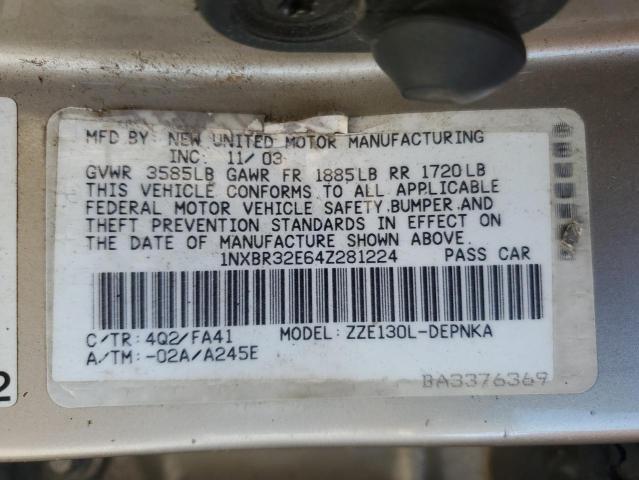 MFD BY: NEW UNITED MOTOR MANUFACTURING
INC: 11/03
GVWR 3585LB GAWR FR 1885LB RR 1720LB
THIS VEHICLE CONFORMS TO ALL APPLICABLE
FEDERAL MOTOR VEHICLE SAFETY,BUMPER,AND
THEFT PREVENTION STANDARDS IN EFFECT ON
THE DATE OF MANUFACTURE SHOWN ABOVE.
1NXBR32E64Z281224 PASS CAR
C/TR: 4Q2/FA41 MODEL: ZZE130L-DEPNKA
A/TM: -02A/A245E
2
BA3376369